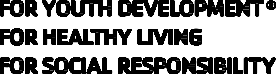 FOR YOUTH DEVELOPMENT®
FOR HEALTHY LIVING
FOR SOCIAL RESPONSIBILITY